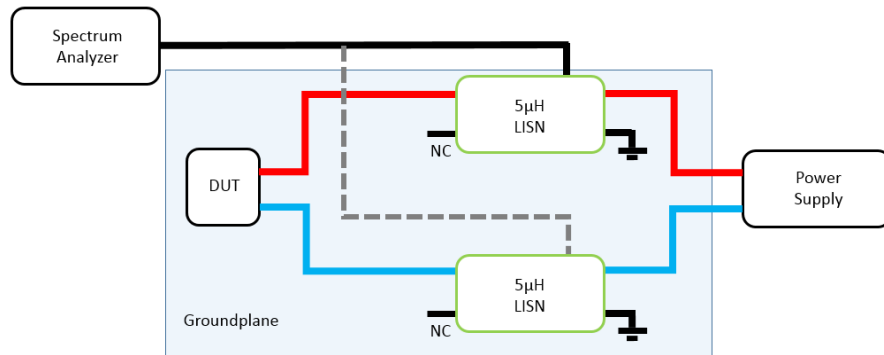 Spectrum
Analyzer
5µH
LISN
NC
DUT
Power
Supply
5µH
LISN
NC
Groundplane